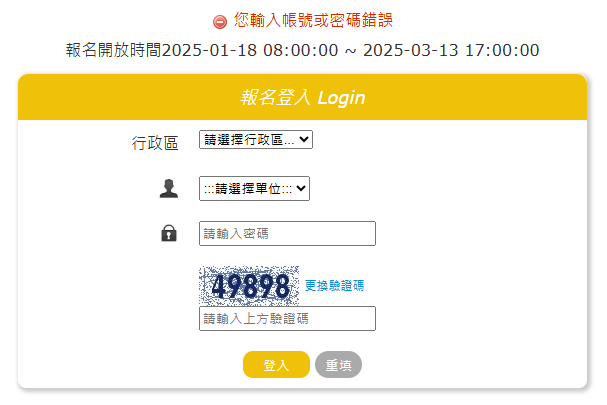 您輸入帳號或密碼錯誤
報名開放時間2025-01-18 08:00:00 ~ 2025-03-13 17:00:00
報名登入 Login
行政區 請選擇行政區...
:::請選擇單位:::
請輸入密碼
49898 更換驗證碼
請輸入上方驗證碼
登入 重填